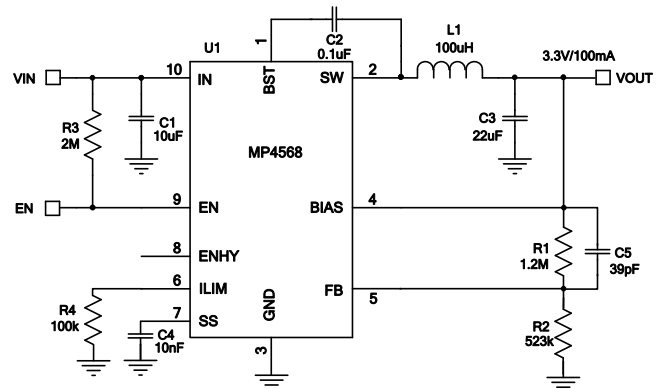 U1
1
C2
0.1uF
L1
100uH
3.3V/100mA
VIN
10
IN
BST
SW
2
VOUT
R3
2M
C1
10uF
C3
22uF
MP4568
EN
9
EN
BIAS
4
8
ENHY
R1
1.2M
C5
39pF
6
ILIM
FB
5
R4
100k
7
SS
GND
C4
10nF
R2
523k
3